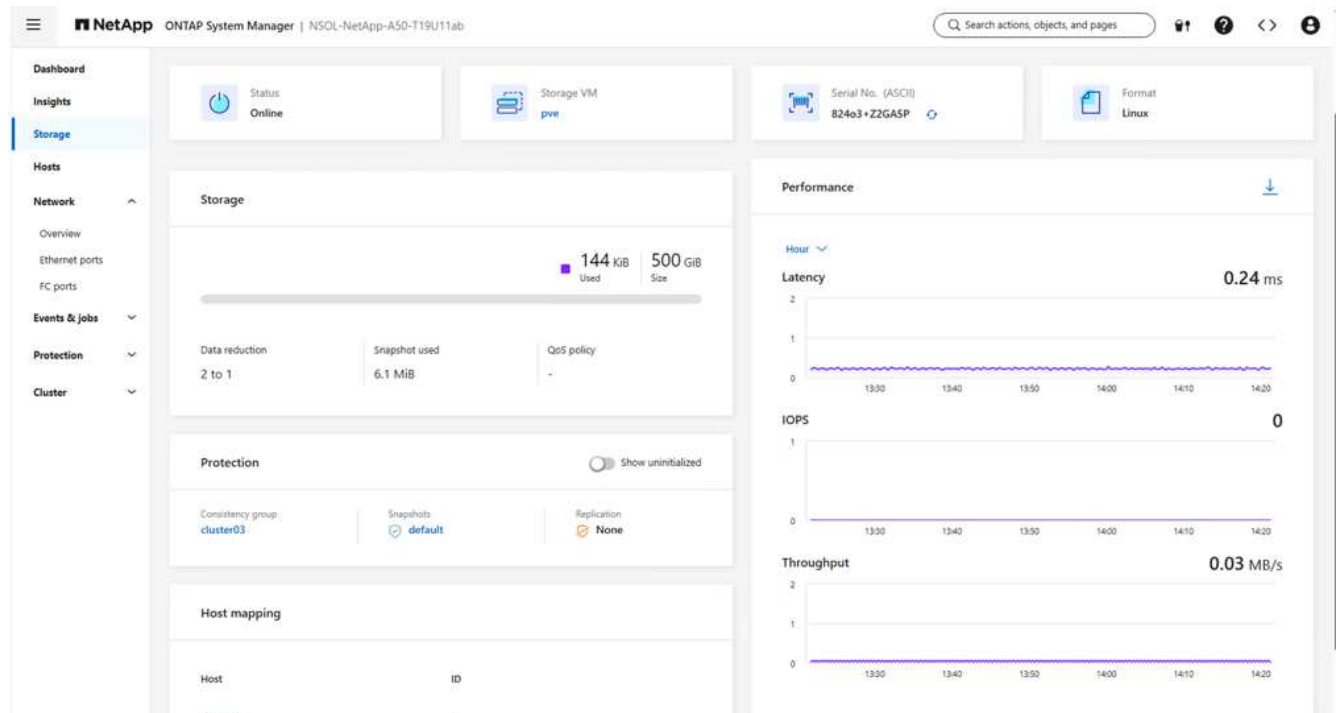 NetApp ONTAP System Manager | NSOL-NetApp-A50-T19U11ab
Search actions, objects, and pages
Dashboard
Insights
Storage
Hosts
Network
Overview
Ethernet ports
FC ports
Events & jobs
Protection
Cluster
Status
Online
Storage VM
pve
Serial No. (ASCII)
824o3+Z2GA5P
Format
Linux
Storage
144 KiB
Used
500 GiB
Size
Data reduction
2 to 1
Snapshot used
6.1 MiB
QoS policy
-
Protection
Show uninitialized
Consistency group
cluster03
Snapshots
default
Replication
None
Host mapping
Host ID
Performance
Hour
Latency 0.24 ms
2
1
0
13:30 13:40 13:50 14:00 14:10 14:20
IOPS 0
1
0
13:30 13:40 13:50 14:00 14:10 14:20
Throughput 0.03 MB/s
2
1
0
13:30 13:40 13:50 14:00 14:10 14:20